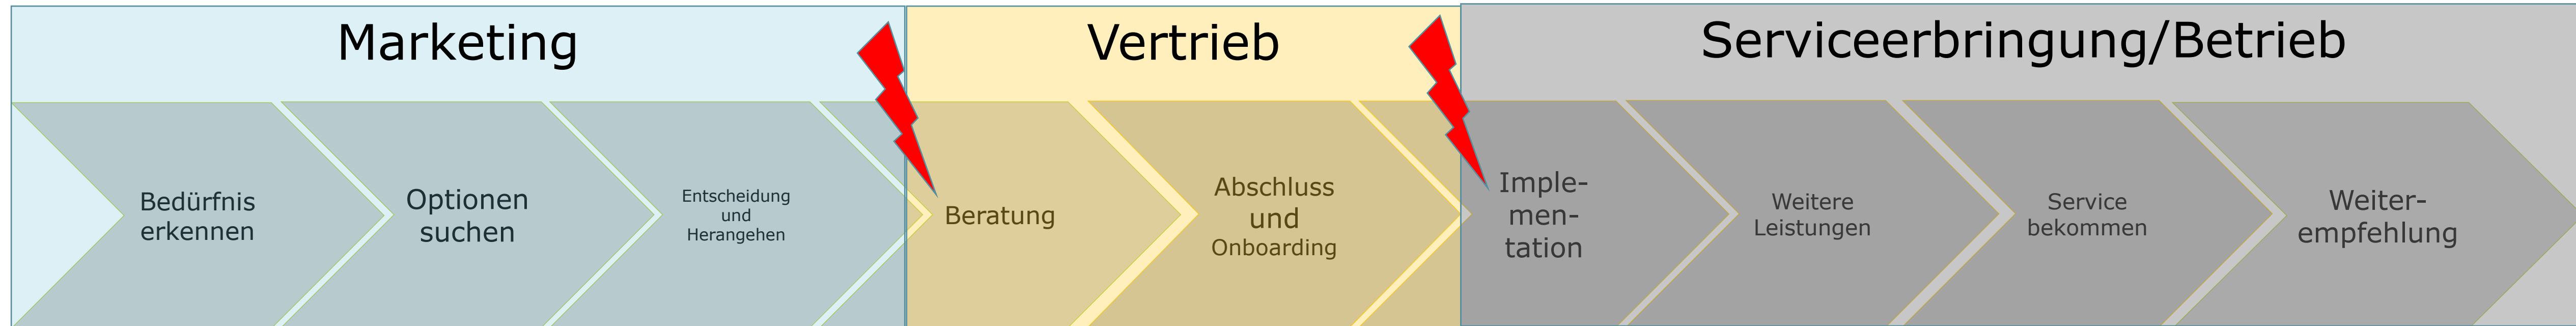 Marketing
Vertrieb
Serviceerbringung/Betrieb
Bedürfnis
erkennen
Optionen
suchen
Entscheidung
und
Herangehen
Beratung
Abschluss
und
Onboarding
Imple-
men-
tation
Weitere
Leistungen
Service
bekommen
Weiter-
empfehlung